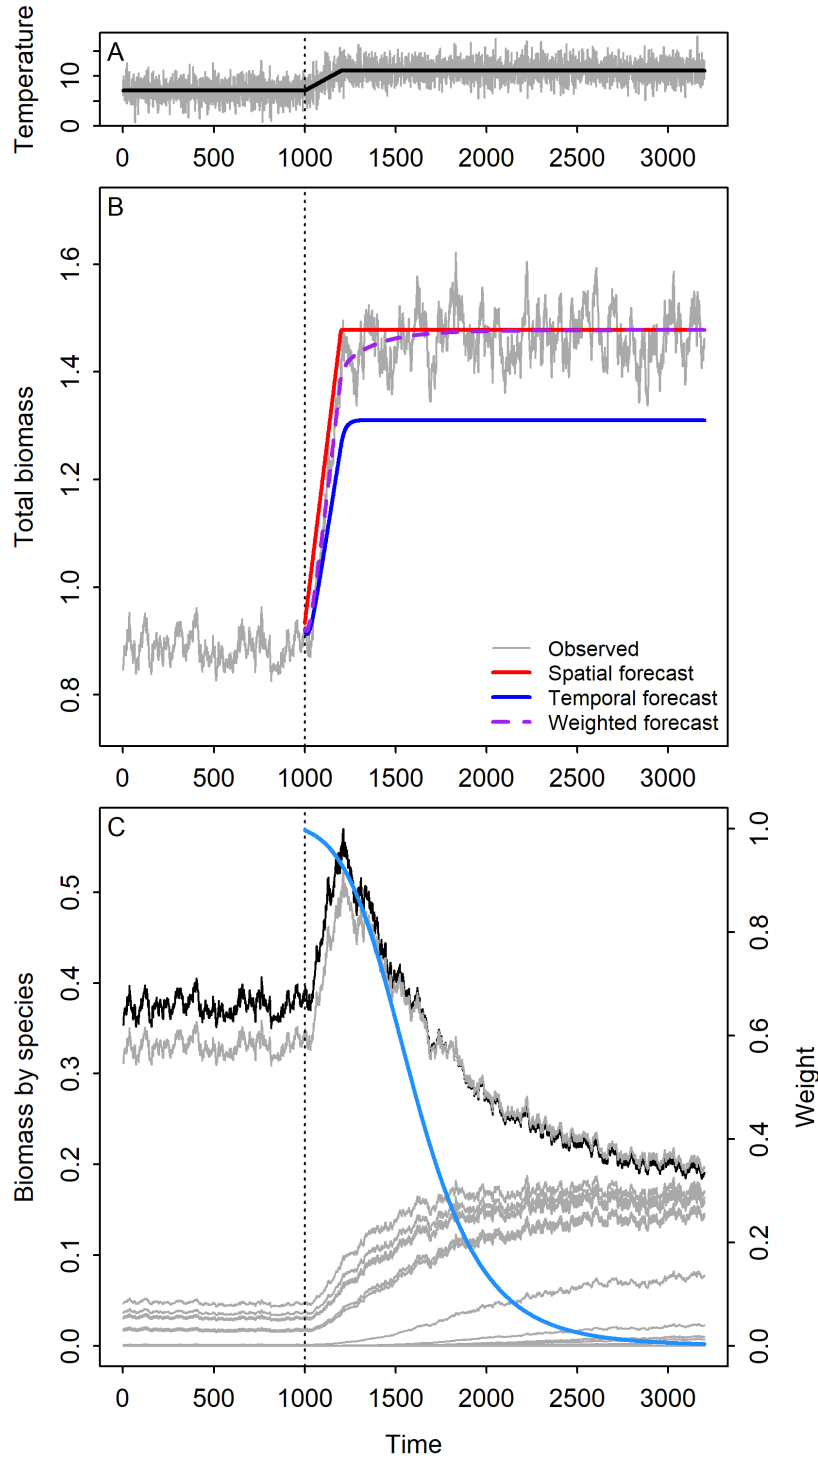 A
Temperature
10
0
0 500 1000 1500 2000 2500 3000
B
Total biomass
1.6
1.4
1.2
1.0
0.8
Observed
Spatial forecast
Temporal forecast
Weighted forecast
0 500 1000 1500 2000 2500 3000
C
Biomass by species
0.5
0.4
0.3
0.2
0.1
0.0
1.0
0.8
0.6
0.4
0.2
0.0
Weight
0 500 1000 1500 2000 2500 3000
Time